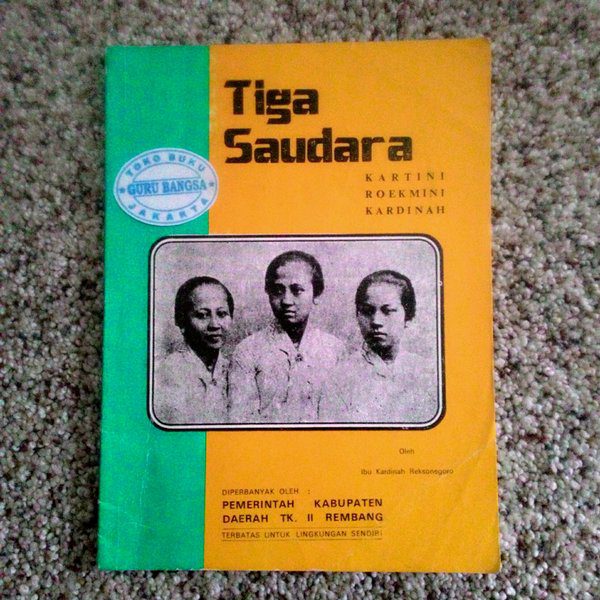 Tiga
Saudara
KARTINI
ROEKMINI
KARDINAH
TOKO BUKU
GURU BANGSA
JAKARTA
Oleh
Ibu Kardinah Reksonegoro
DIPERBANYAK OLEH :
PEMERINTAH KABUPATEN
DAERAH TK. II REMBANG
TERBATAS UNTUK LINGKUNGAN SENDIRI